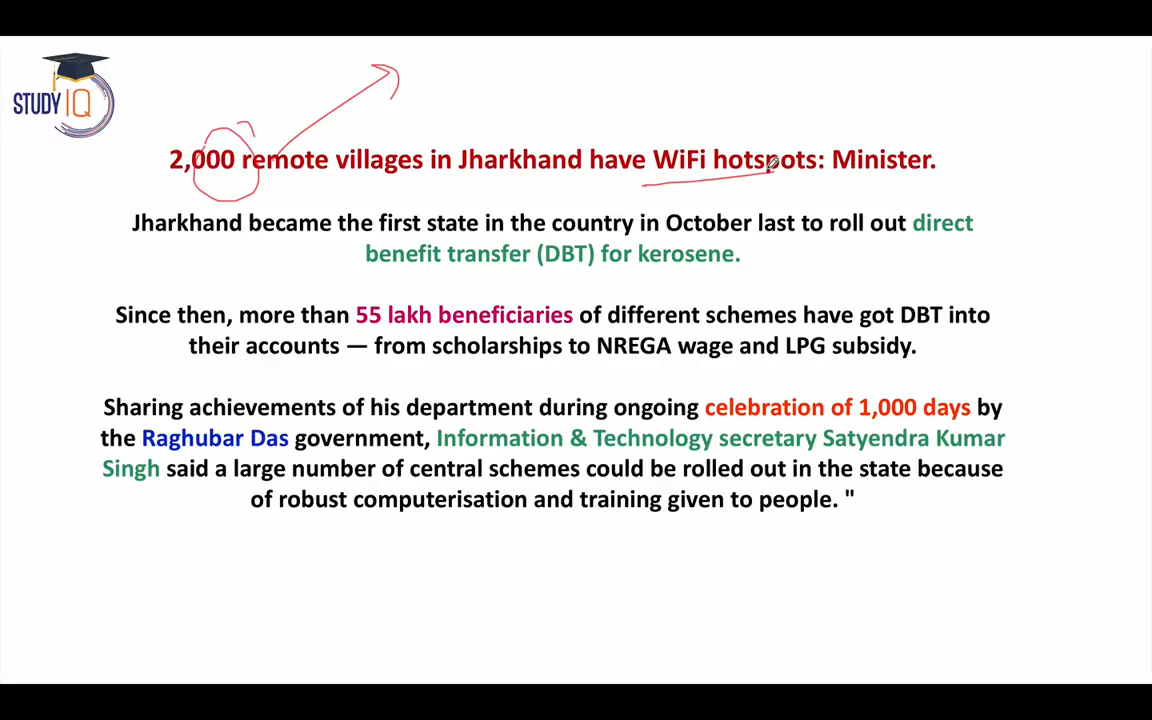 STUDY IQ
2,000 remote villages in Jharkhand have WiFi hotspots: Minister.
Jharkhand became the first state in the country in October last to roll out direct
benefit transfer (DBT) for kerosene.
Since then, more than 55 lakh beneficiaries of different schemes have got DBT into
their accounts — from scholarships to NREGA wage and LPG subsidy.
Sharing achievements of his department during ongoing celebration of 1,000 days by
the Raghubar Das government, Information & Technology secretary Satyendra Kumar
Singh said a large number of central schemes could be rolled out in the state because
of robust computerisation and training given to people. "